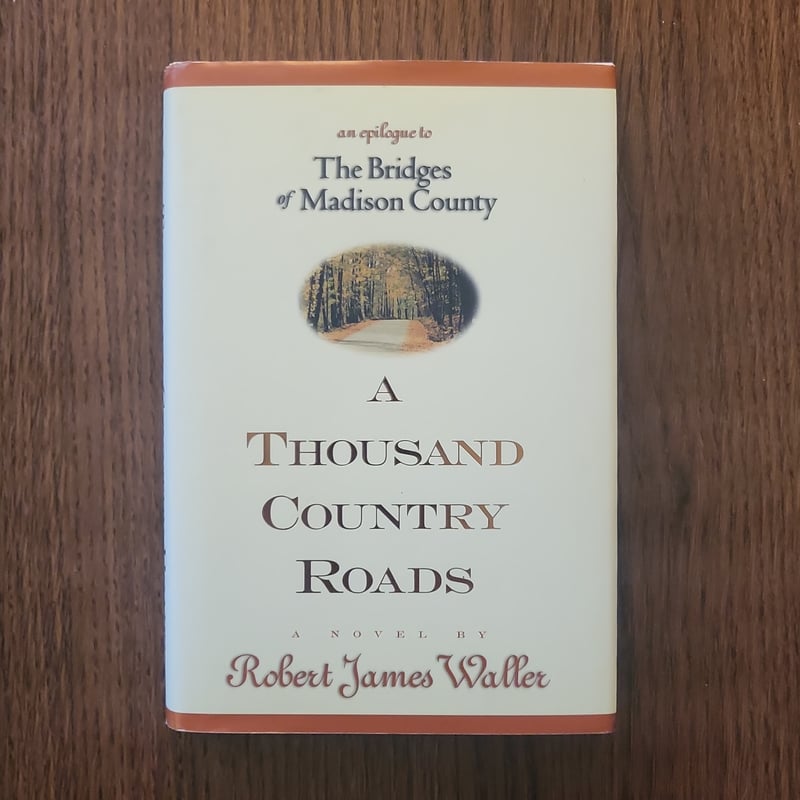 an epilogue to
The Bridges
of Madison County
A
THOUSAND
COUNTRY
ROADS
A NOVEL BY
Robert James Waller